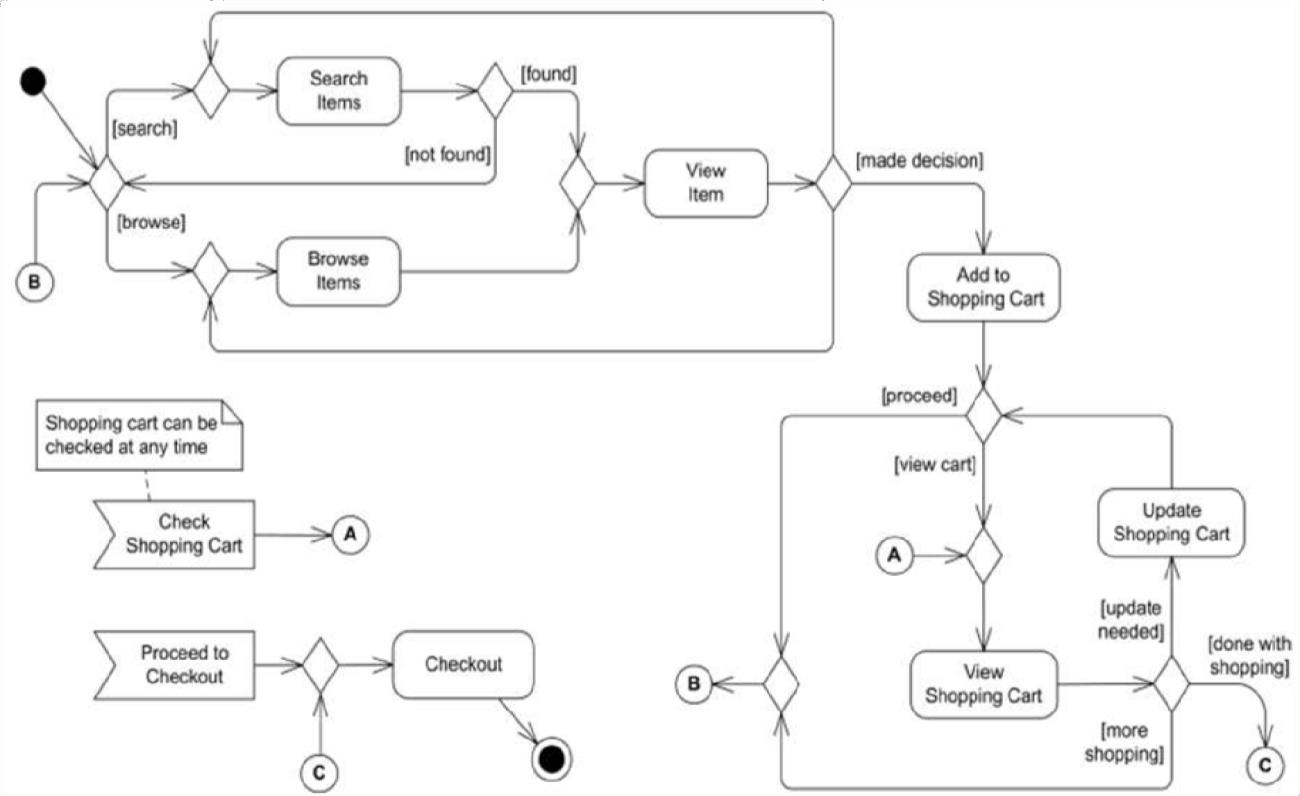 Search
Items
[found]
[search]
[not found]
[made decision]
View
Item
[browse]
Browse
Items
B
Add to
Shopping Cart
[proceed]
Shopping cart can be
checked at any time
[view cart]
Check
Shopping Cart
A
Update
Shopping Cart
A
[update
needed]
[done with
shopping]
Proceed to
Checkout
Checkout
B
View
Shopping Cart
[more
shopping]
C
C